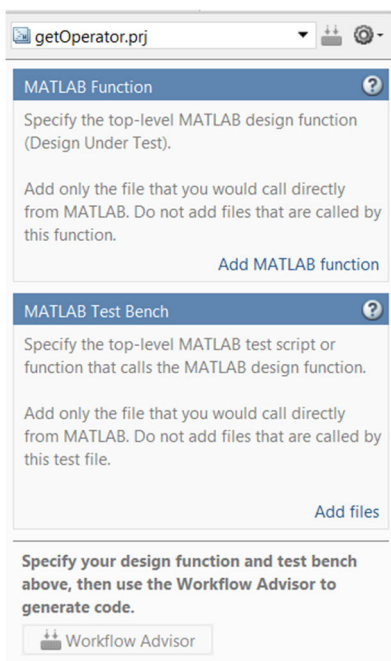 getOperator.prj
MATLAB Function
Specify the top-level MATLAB design function
(Design Under Test).
Add only the file that you would call directly
from MATLAB. Do not add files that are called by
this function.
Add MATLAB function
MATLAB Test Bench
Specify the top-level MATLAB test script or
function that calls the MATLAB design function.
Add only the file that you would call directly
from MATLAB. Do not add files that are called by
this test file.
Add files
Specify your design function and test bench
above, then use the Workflow Advisor to
generate code.
Workflow Advisor